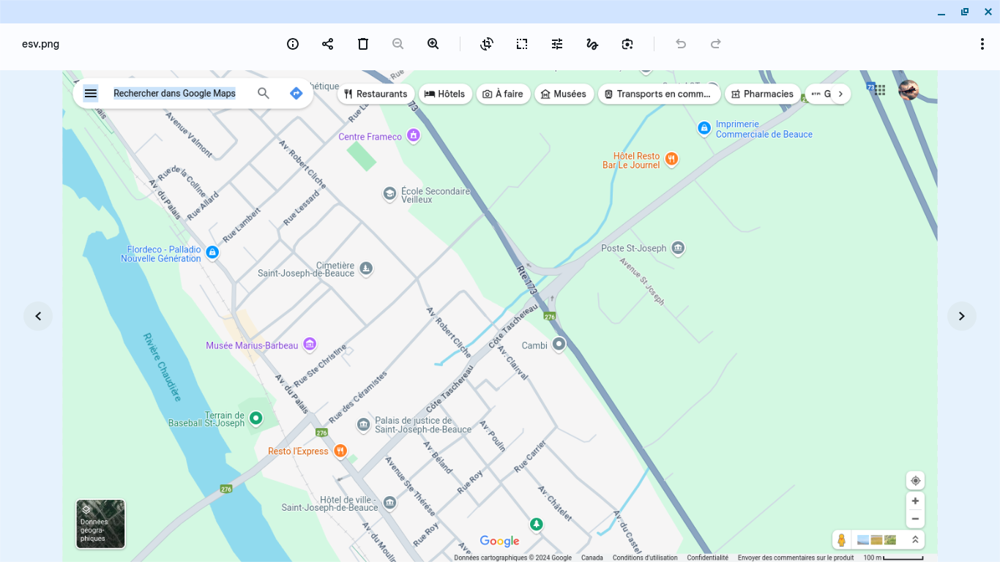 esv.png
Rechercher dans Google Maps
Restaurants
Hôtels
À faire
Musées
Transports en comm...
Pharmacies
G
73
hétique
Rue
Rue La
Centre Frameco
Avenue Valmont
Av. Robert Cliche
Imprimerie
Commerciale de Beauce
Hôtel Resto
Bar Le Journel
Rue de la Colline
Av. du Palais
Rue Allard
Rue Lessard
Rue Lambert
École Secondaire
Veilleux
Flordeco - Palladio
Nouvelle Génération
Cimetière
Saint-Joseph-de-Beauce
Poste St-Joseph
Avenue St-Joseph
Rte 173
276
Côte Taschereau
Av. Robert Cliche
Cambi
Av. Clairval
Musée Marius-Barbeau
Rue Ste Christine
Rivière Chaudière
Av. du Palais
Rue des Céramistes
Côte Taschereau
Terrain de
Baseball St-Joseph
276
Palais de justice de
Saint-Joseph-de-Beauce
Resto l'Express
Av. Poulin
Av. Béland
Rue Carrier
Avenue Ste Thérèse
Rue Roy
276
Hôtel de ville -
Saint-Joseph-de-Beauce
Av. Châtelet
Av. du Castel
Av. du Moulin
Rue Roy
Données
géogra-
phiques
Google
Données cartographiques © 2024 Google
Canada
Conditions d'utilisation
Confidentialité
Envoyer des commentaires sur le produit
100 m